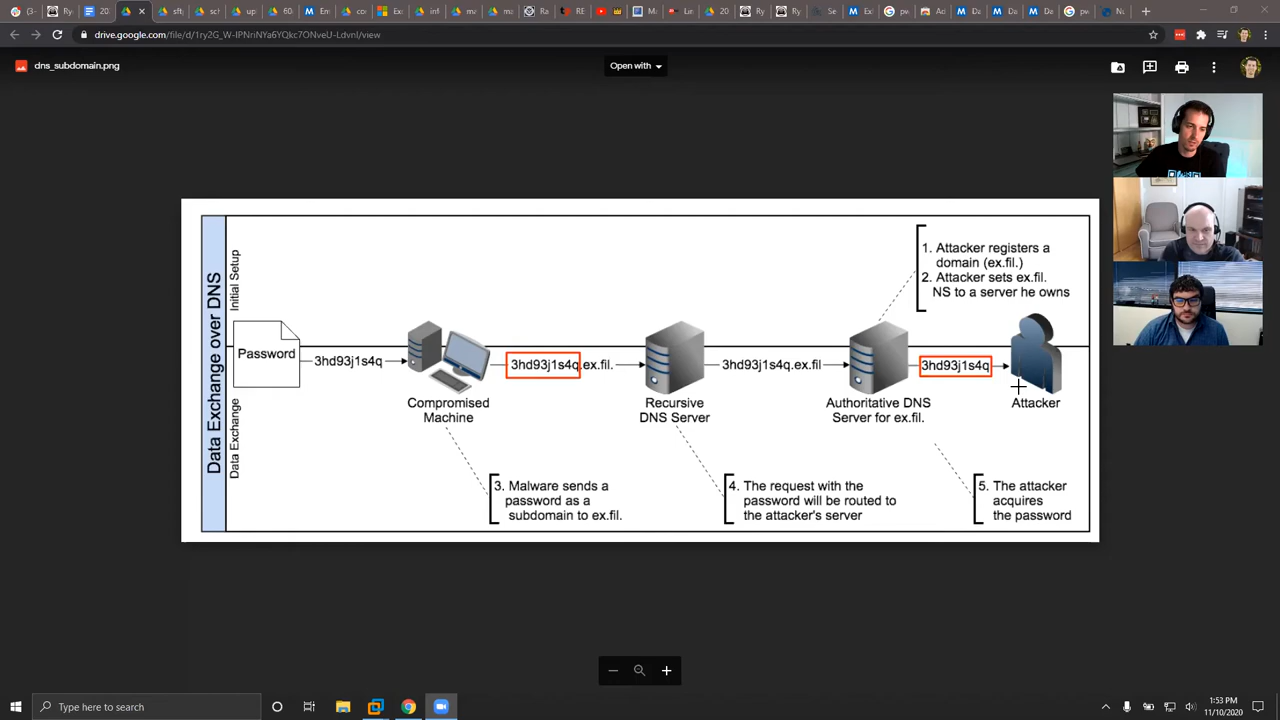 drive.google.com/file/d/1ry2G_W-IPNriNYa6YQkc7ONveU-Ldvnl/view
dns_subdomain.png
Open with
Data Exchange over DNS
Initial Setup
Data Exchange
1. Attacker registers a
domain (ex.fil.)
2. Attacker sets ex.fil.
NS to a server he owns
Password
3hd93j1s4q
3hd93j1s4q.ex.fil.
3hd93j1s4q.ex.fil
3hd93j1s4q
Compromised
Machine
Recursive
DNS Server
Authoritative DNS
Server for ex.fil.
Attacker
3. Malware sends a
password as a
subdomain to ex.fil.
4. The request with the
password will be routed to
the attacker's server
5. The attacker
acquires
the password
Type here to search
1:53 PM
11/10/2020